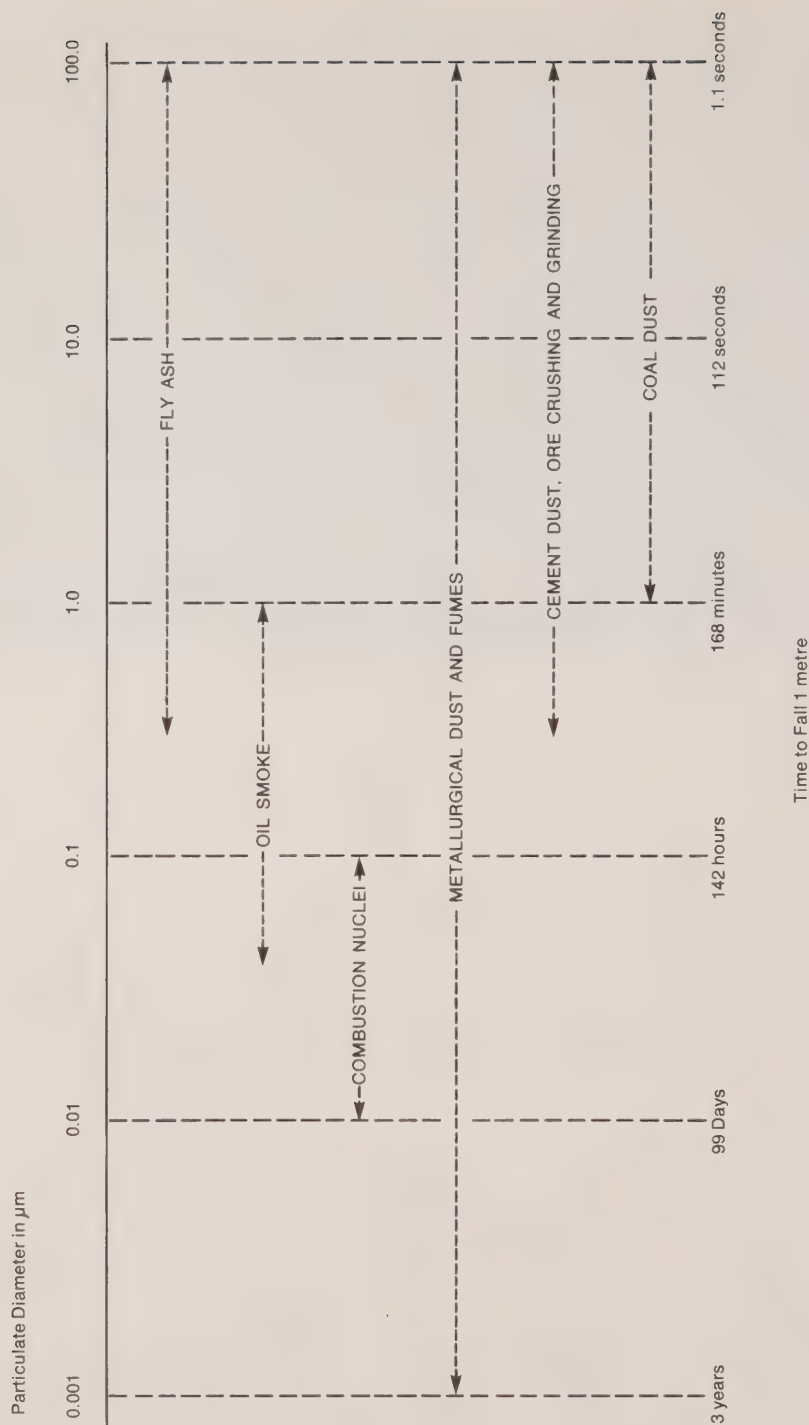 Particulate Diameter in µm
0.001 0.01 0.1 1.0 10.0 100.0
FLY ASH
OIL SMOKE
COMBUSTION NUCLEI
METALLURGICAL DUST AND FUMES
CEMENT DUST, ORE CRUSHING AND GRINDING
COAL DUST
3 years 99 Days 142 hours 168 minutes 112 seconds 1.1 seconds
Time to Fall 1 metre